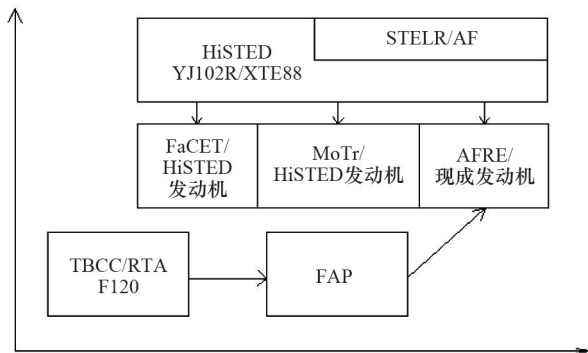 HiSTED
YJ102R/XTE88
STELR/AF
FaCET/
HiSTED
发动机
MoTr/
HiSTED发动机
AFRE/
现成发动机
TBCC/RTA
F120
FAP